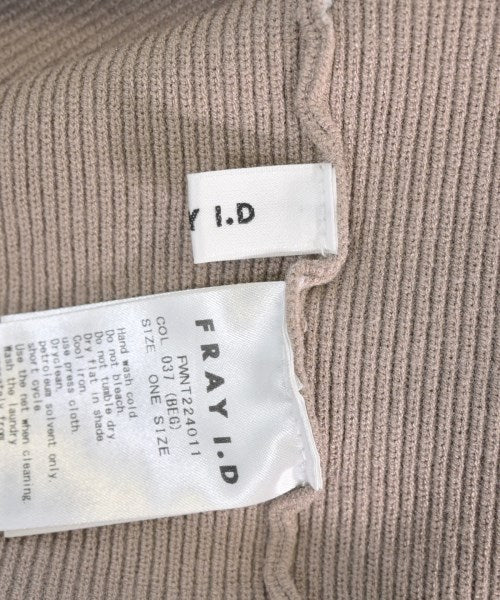 Y I.D
FRAY I.D
FWNT224011
COL 037 (BEG)
SIZE ONE SIZE
Hand wash cold
Do not bleach
Do not tumble dry
Dry flat in shade
Cool iron.
use press cloth.
Dryclean.
petroleum solvent only.
short cycle.
Use the net when cleaning.
Wash the laundry